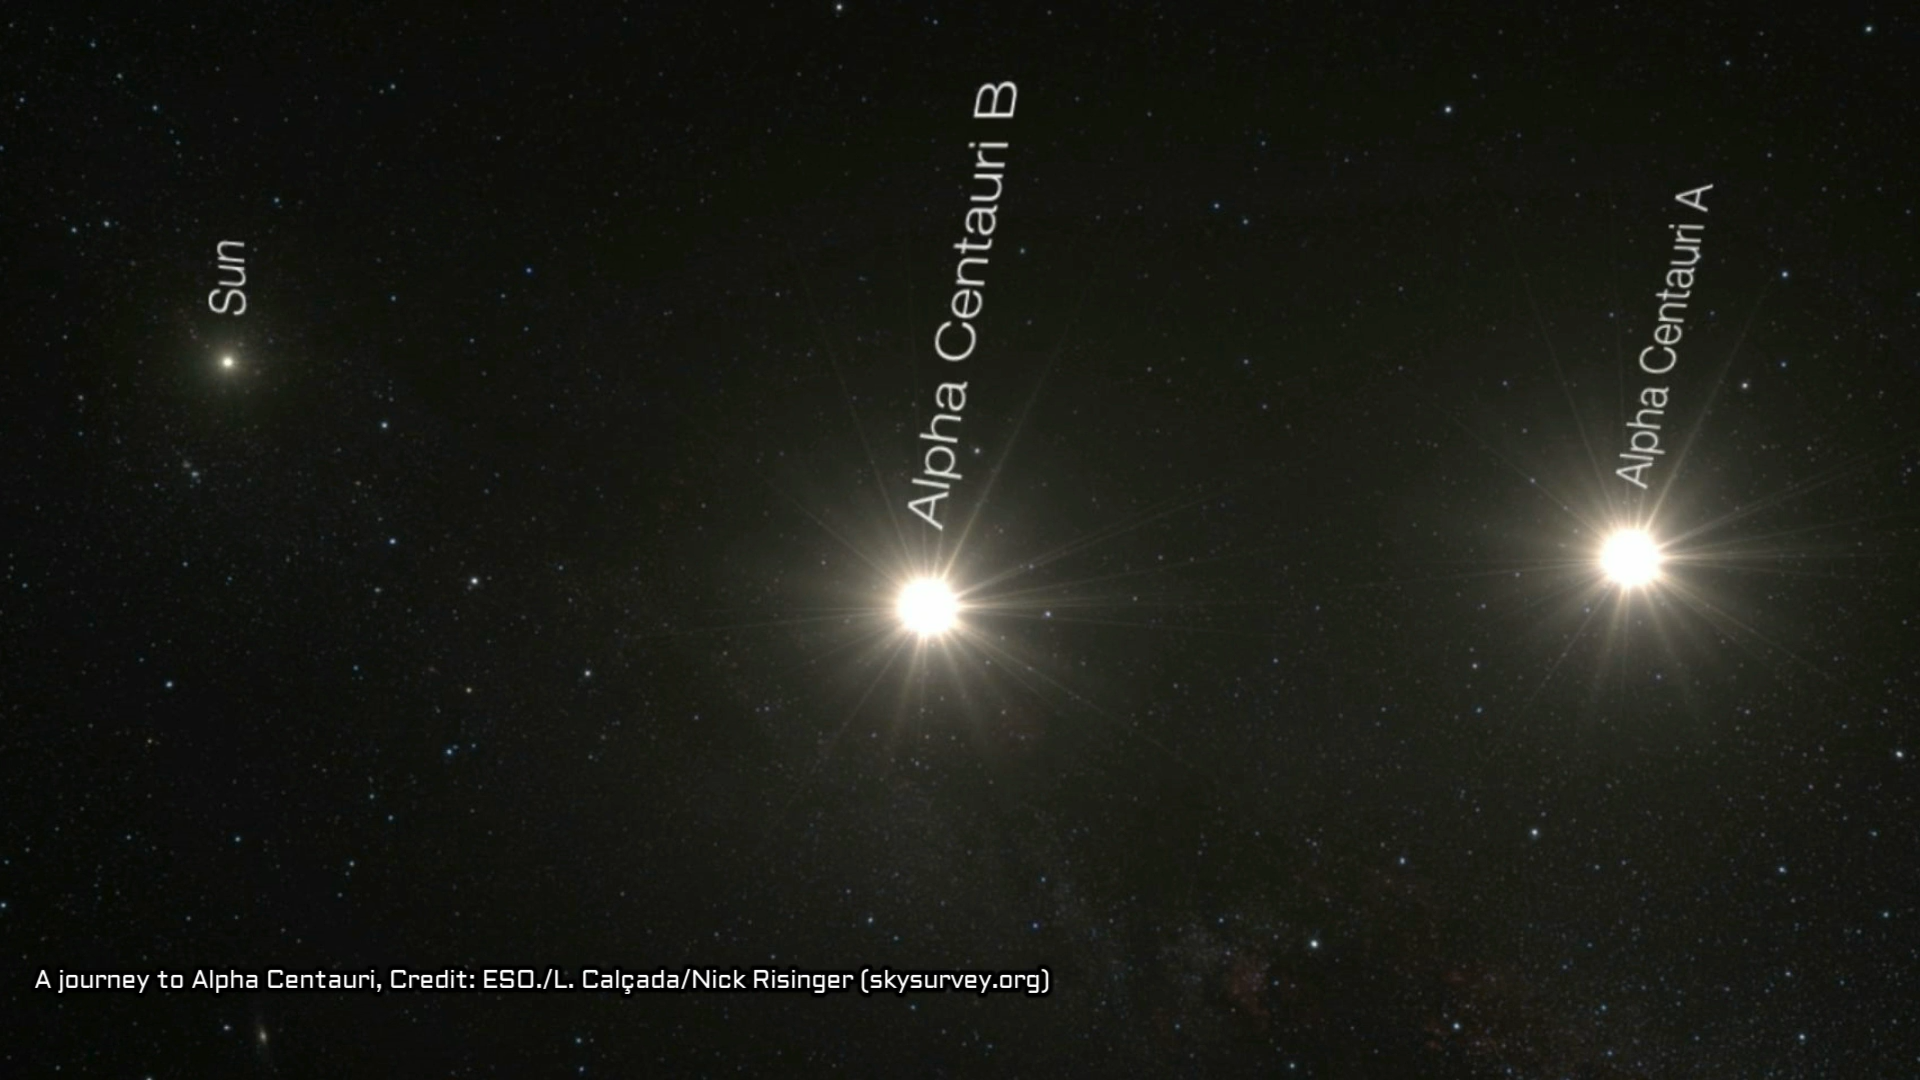 Sun
Alpha Centauri B
Alpha Centauri A
A journey to Alpha Centauri, Credit: ESO./L. Calçada/Nick Risinger (skysurvey.org)